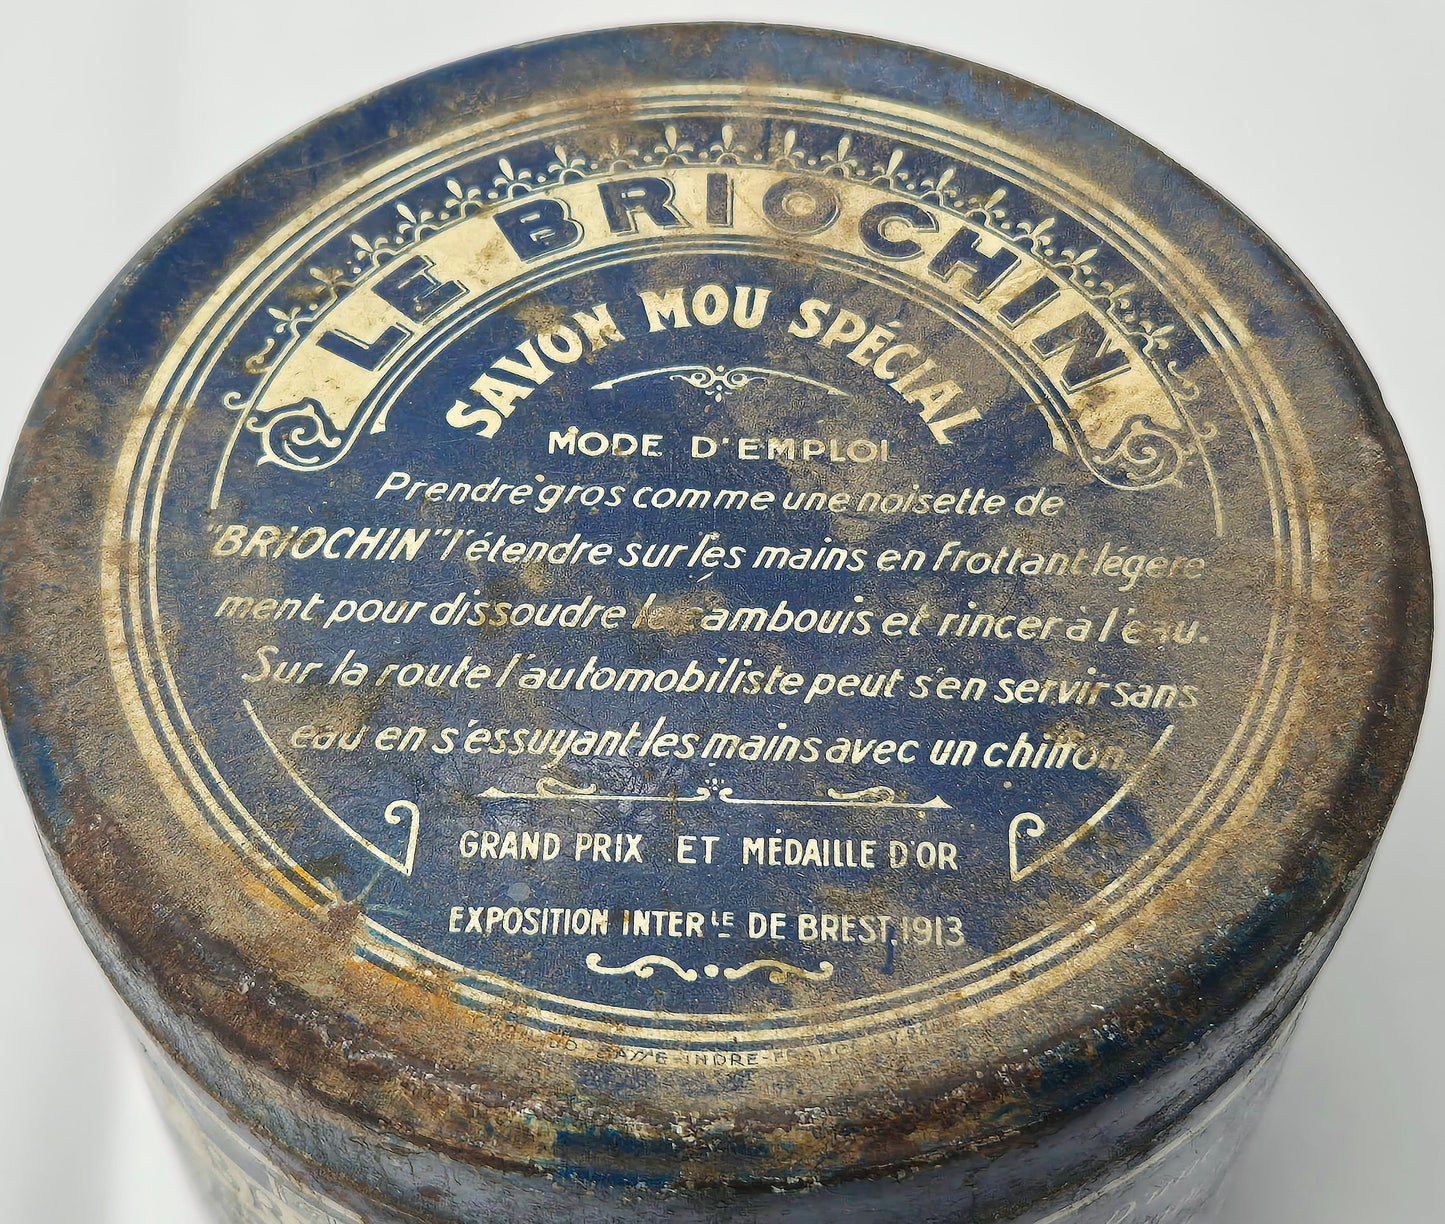 LE BRIOCHIN
SAVON MOU SPÉCIAL
MODE D'EMPLOI
Prendre gros comme une noisette de
"BRIOCHIN" l'étendre sur les mains en frottant légère
ment pour dissoudre le cambouis et rincer à l'eau.
Sur la route l'automobiliste peut s'en servir sans
eau en s'essuyant les mains avec un chiffon
GRAND PRIX ET MÉDAILLE D'OR
EXPOSITION INTERLE DE BREST, 1913
INDRE-